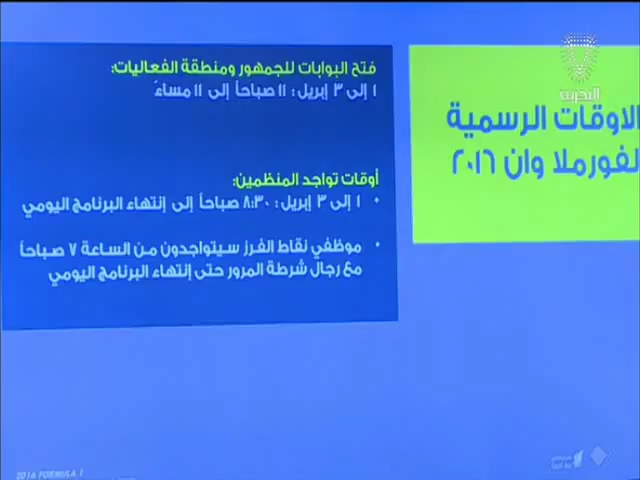 البحرين
الاوقات الرسمية
لفورملا وان ٢٠١٦
فتح البوابات للجمهور ومنطقة الفعاليات:
١ إلى ٣ إبريل: ١١ صباحاً إلى ١١ مساءً
أوقات تواجد المنظمين:
• ١ إلى ٣ إبريل: ٨:٣٠ صباحاً إلى إنتهاء البرنامج اليومي
• موظفي نقاط الفرز سيتواجدون من الساعة ٧ صباحاً
مع رجال شرطة المرور حتى إنتهاء البرنامج اليومي
2016 FORMULA 1